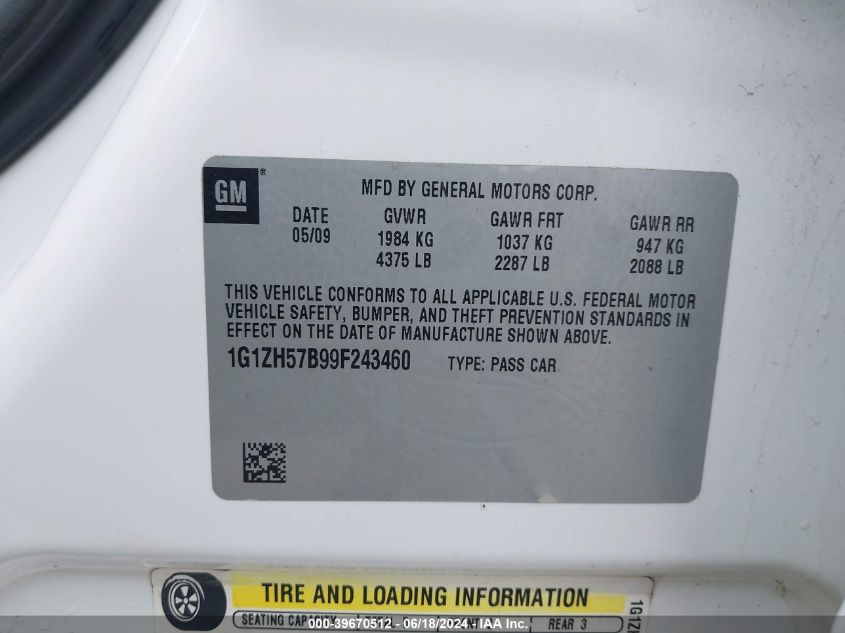 GM®
MFD BY GENERAL MOTORS CORP.
DATE GVWR GAWR FRT GAWR RR
05/09 1984 KG 1037 KG 947 KG
4375 LB 2287 LB 2088 LB
THIS VEHICLE CONFORMS TO ALL APPLICABLE U.S. FEDERAL MOTOR
VEHICLE SAFETY, BUMPER, AND THEFT PREVENTION STANDARDS IN
EFFECT ON THE DATE OF MANUFACTURE SHOWN ABOVE.
1G1ZH57B99F243460 TYPE: PASS CAR
TIRE AND LOADING INFORMATION
SEATING CAPACITY REAR 3
1G1Z
000-39670512 - 06/18/2024 - IAA Inc.